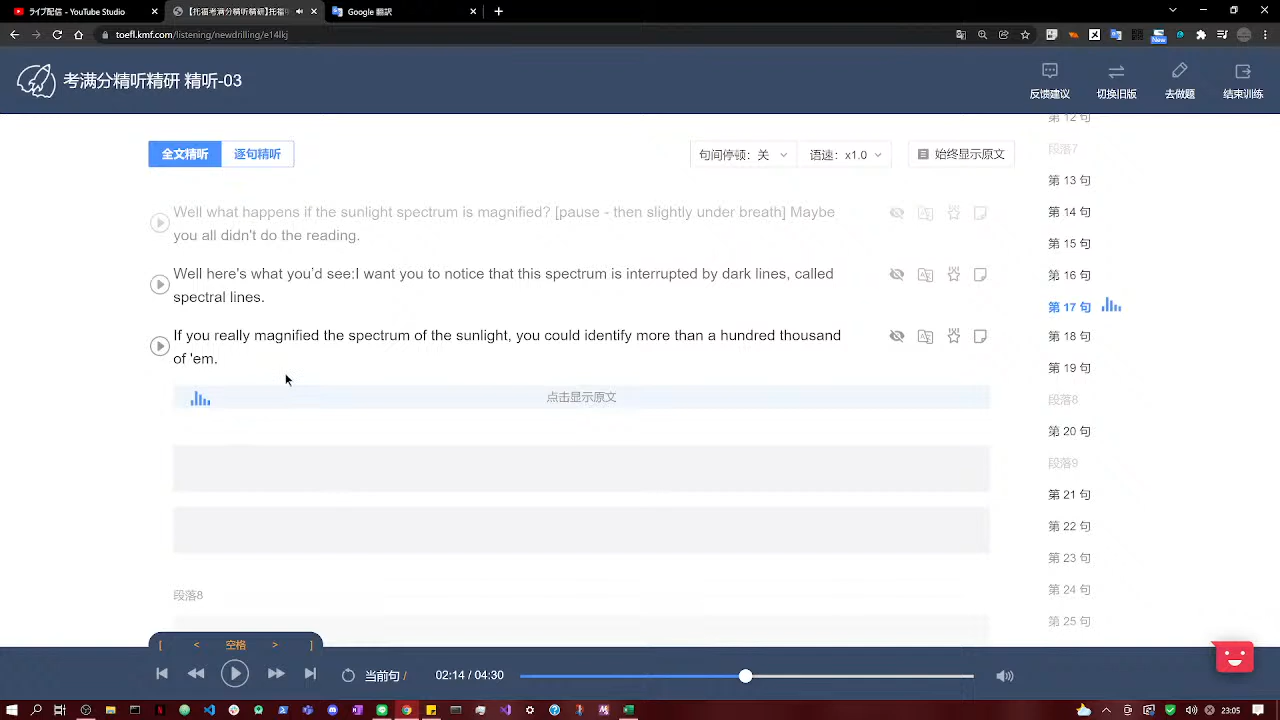 ライブ配信 - YouTube Studio
【托福考满分精听精研】托福
Google 翻訳
toefl.kmf.com/listening/newdrilling/e14lkj
New
考满分精听精研 精听-03
反馈建议
切换旧版
去做题
结束训练
全文精听
逐句精听
句间停顿：关
语速：x1.0
始终显示原文
Well what happens if the sunlight spectrum is magnified? [pause - then slightly under breath] Maybe
you all didn't do the reading.
Well here's what you'd see:I want you to notice that this spectrum is interrupted by dark lines, called
spectral lines.
If you really magnified the spectrum of the sunlight, you could identify more than a hundred thousand
of 'em.
点击显示原文
段落8
第 12 句
段落7
第 13 句
第 14 句
第 15 句
第 16 句
第 17 句
第 18 句
第 19 句
段落8
第 20 句
段落9
第 21 句
第 22 句
第 23 句
第 24 句
第 25 句
[ < 空格 > ]
当前句 /
02:14 / 04:30
23:05